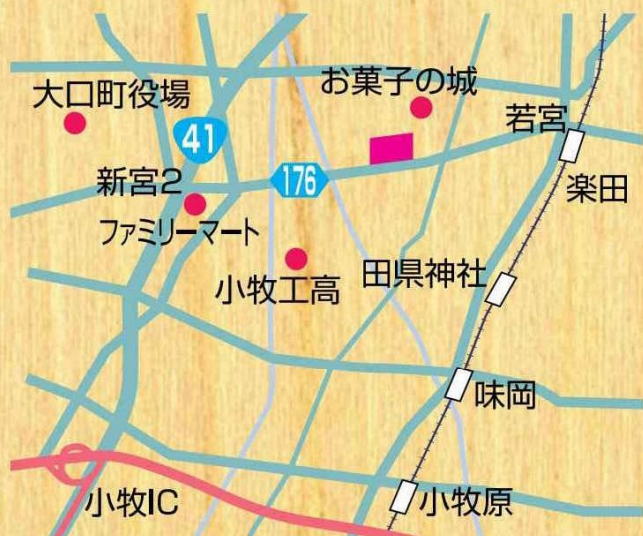 お菓子の城
大口町役場
若宮
41
新宮2
176
楽田
ファミリーマート
田県神社
小牧工高
味岡
小牧IC
小牧原